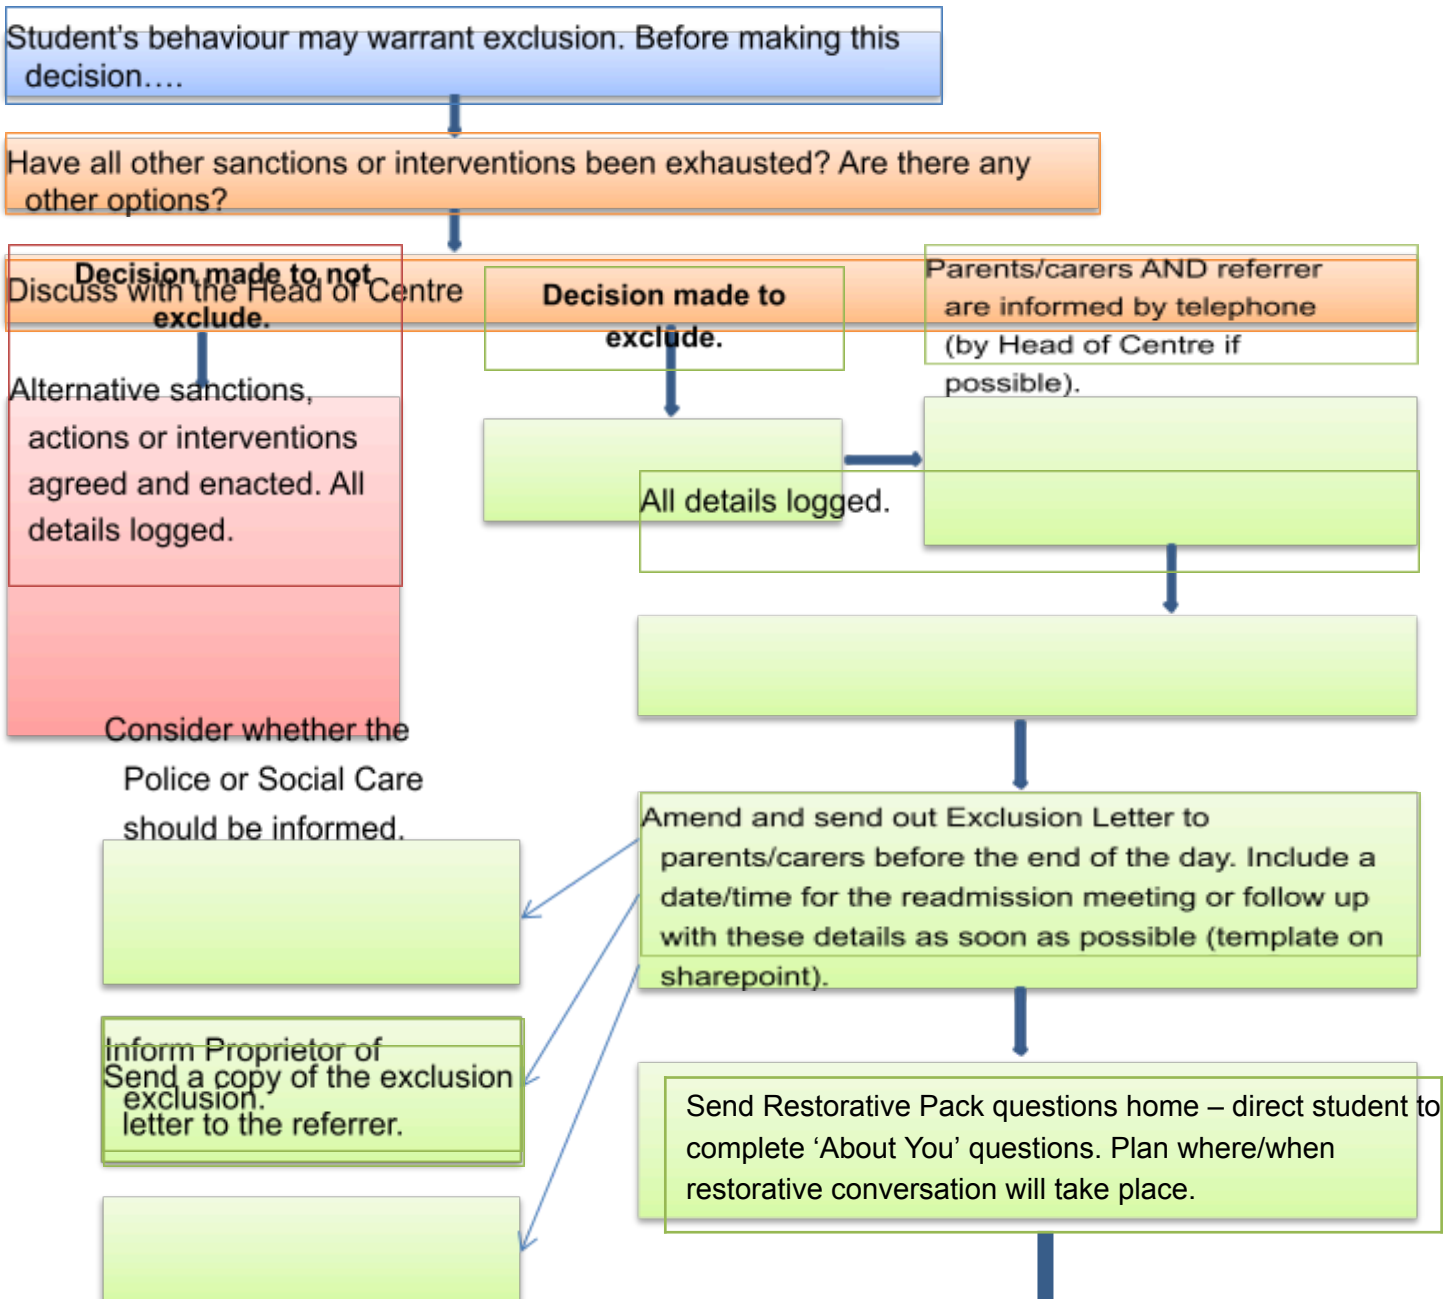 Student’s behaviour may warrant exclusion. Before making this
decision….
Have all other sanctions or interventions been exhausted? Are there any
other options?
Discuss with the Head of Centre
Decision made to not
exclude.
Alternative sanctions,
actions or interventions
agreed and enacted. All
details logged.
Decision made to
exclude.
Parents/carers AND referrer
are informed by telephone
(by Head of Centre if
possible).
All details logged.
Consider whether the
Police or Social Care
should be informed.
Amend and send out Exclusion Letter to
parents/carers before the end of the day. Include a
date/time for the readmission meeting or follow up
with these details as soon as possible (template on
sharepoint).
Inform Proprietor of
exclusion.
Send a copy of the exclusion
letter to the referrer.
Send Restorative Pack questions home – direct student to
complete ‘About You’ questions. Plan where/when
restorative conversation will take place.